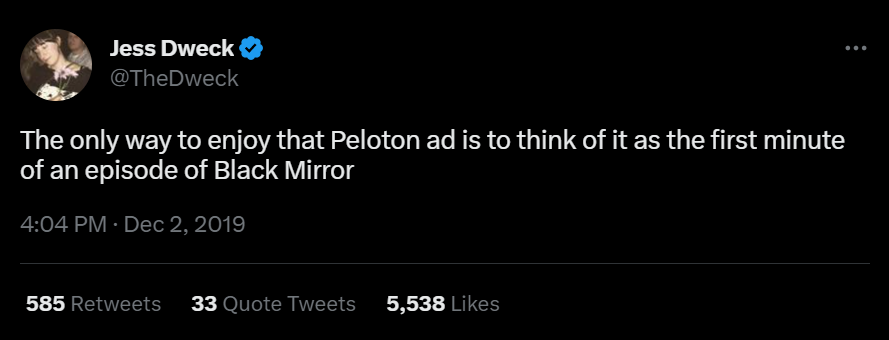 Jess Dweck
@TheDweck
The only way to enjoy that Peloton ad is to think of it as the first minute
of an episode of Black Mirror
4:04 PM · Dec 2, 2019
585 Retweets 33 Quote Tweets 5,538 Likes